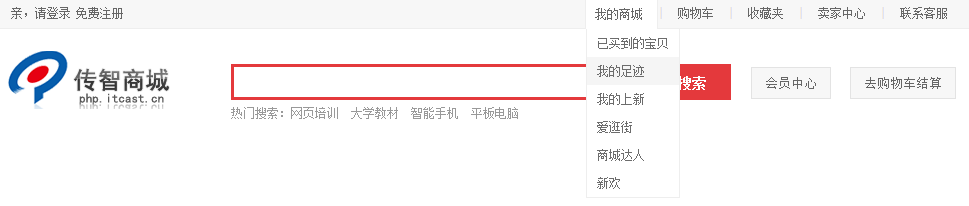 亲，请登录 免费注册 我的商城 购物车 收藏夹 卖家中心 联系客服
已买到的宝贝
我的足迹
我的上新
爱逛街
商城达人
新欢
传智商城
php.itcast.cn
搜索 会员中心 去购物车结算
热门搜索：网页培训 大学教材 智能手机 平板电脑